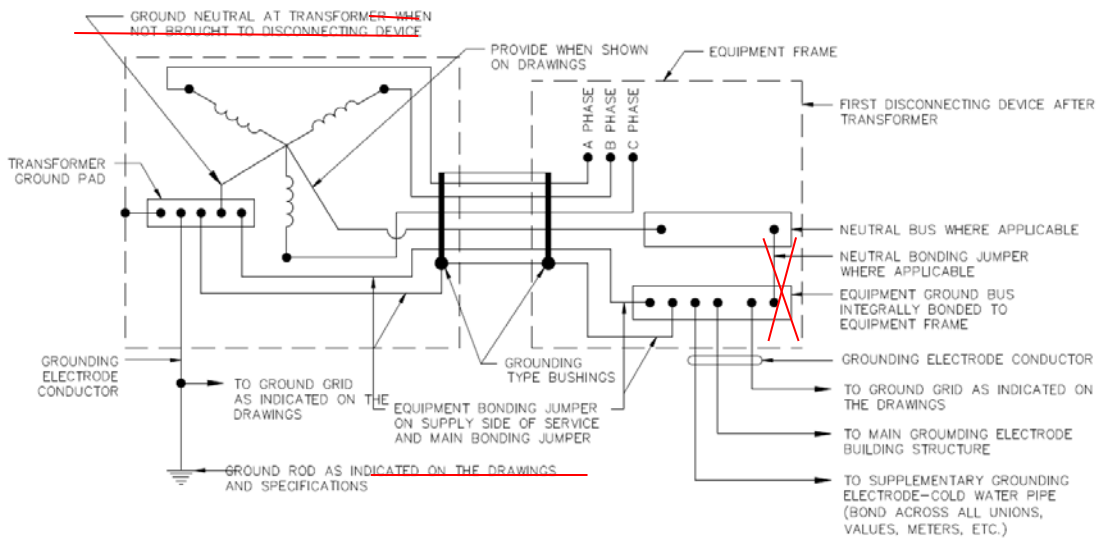 GROUND NEUTRAL AT TRANSFORMER WHEN
NOT BROUGHT TO DISCONNECTING DEVICE
PROVIDE WHEN SHOWN
ON DRAWINGS
EQUIPMENT FRAME
FIRST DISCONNECTING DEVICE AFTER
TRANSFORMER
A PHASE
B PHASE
C PHASE
TRANSFORMER
GROUND PAD
NEUTRAL BUS WHERE APPLICABLE
NEUTRAL BONDING JUMPER
WHERE APPLICABLE
EQUIPMENT GROUND BUS
INTEGRALLY BONDED TO
EQUIPMENT FRAME
GROUNDING
ELECTRODE
CONDUCTOR
GROUNDING
TYPE BUSHINGS
GROUNDING ELECTRODE CONDUCTOR
TO GROUND GRID
AS INDICATED ON THE
DRAWINGS
EQUIPMENT BONDING JUMPER
ON SUPPLY SIDE OF SERVICE
AND MAIN BONDING JUMPER
TO GROUND GRID AS INDICATED ON
THE DRAWINGS
TO MAIN GROUMDING ELECTRODE
BUILDING STRUCTURE
GROUND ROD AS INDICATED ON THE DRAWINGS
AND SPECIFICATIONS
TO SUPPLEMENTARY GROUNDING
ELECTRODE-COLD WATER PIPE
(BOND ACROSS ALL UNIONS,
VALUES, METERS, ETC.)